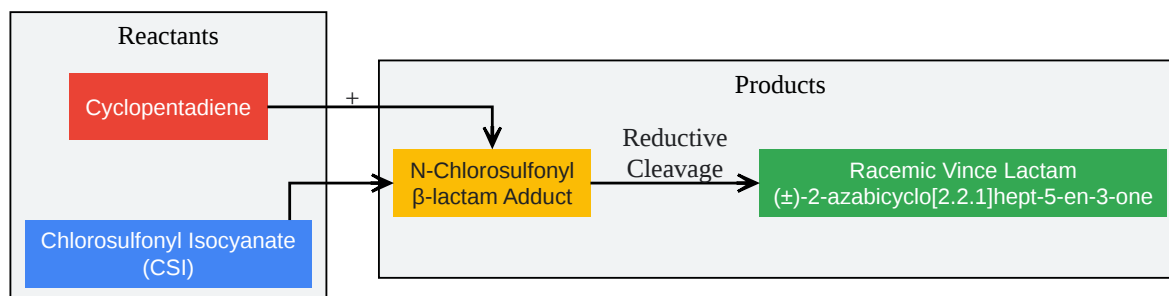 Reactants
Cyclopentadiene
+
Chlorosulfonyl Isocyanate
(CSI)
Products
N-Chlorosulfonyl
β-lactam Adduct
Reductive
Cleavage
Racemic Vince Lactam
(±)-2-azabicyclo[2.2.1]hept-5-en-3-one